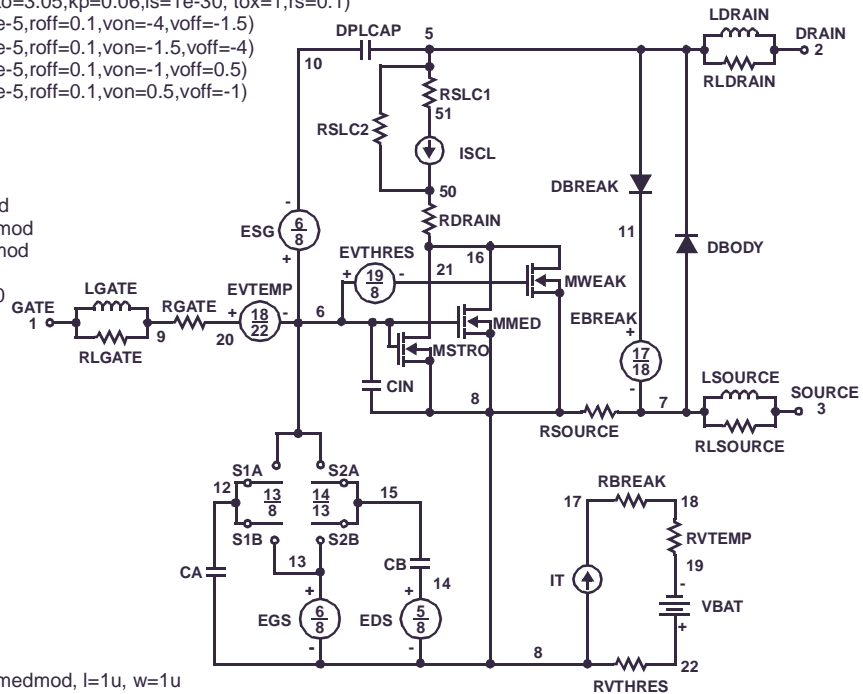 to=3.05,kp=0.06,is=1e-30, tox=1,rs=0.1)
e-5,roff=0.1,von=-4,voff=-1.5)
e-5,roff=0.1,von=-1.5,voff=-4)
e-5,roff=0.1,von=-1,voff=0.5)
e-5,roff=0.1,von=0.5,voff=-1)
d
mod
mod
0
LDRAIN
DPLCAP 5
DRAIN
2
10
RLDRAIN
RSLC1
51
RSLC2
ISCL
50
DBREAK
RDRAIN
-
ESG 6
8
+
11
DBODY
EVTHRES
+ 19 -
8
21
16
MWEAK
LGATE
GATE
1
RGATE
EVTEMP
+ 18 -
22
6
MMED
EBREAK
+
17
18
-
9
20
RLGATE
MSTRO
CIN
LSOURCE
SOURCE
3
8
7
RSOURCE
RLSOURCE
S1A
S2A
12
13
8
14
13
15
S1B
S2B
13
RBREAK
17
18
RVTEMP
19
-
CA
CB
14
IT
VBAT
+
+
EGS 6
8
-
+
EDS 5
8
-
8
22
RVTHRES
medmod, l=1u, w=1u